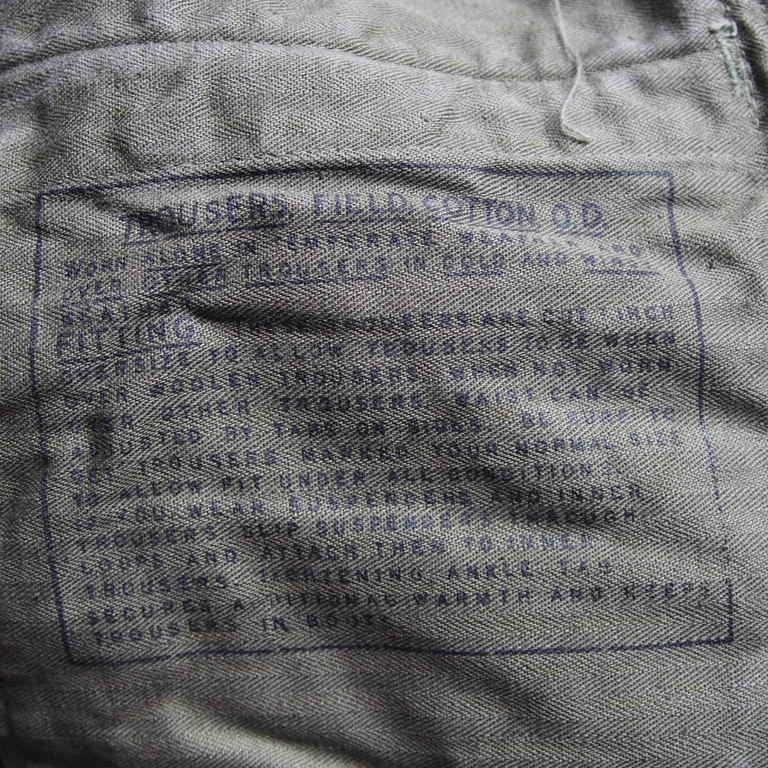 TROUSERS FIELD COTTON O.D.
WORN ALONE IN TEMPERATE WEATHER AND
OVER OTHER TROUSERS IN COLD AND WIND
FITTING THESE TROUSERS ARE CUT 1 INCH
OVERSIZE TO ALLOW TROUSERS TO BE WORN
OVER WOOLEN TROUSERS WHEN NOT WORN
OVER OTHER TROUSERS WAIST CAN BE
ADJUSTED BY TABS ON SIDES BE SURE TO
GET TROUSERS MARKED YOUR NORMAL SIZE
TO ALLOW FIT UNDER ALL CONDITIONS.
IF YOU WEAR SUSPENDERS AND INNER
TROUSERS SLIP SUSPENDERS THROUGH
LOOPS AND ATTACH THEM TO INNER
TROUSERS. TIGHTENING ANKLE TAB
SECURES ADDITIONAL WARMTH AND KEEPS
TROUSERS IN BOOTS